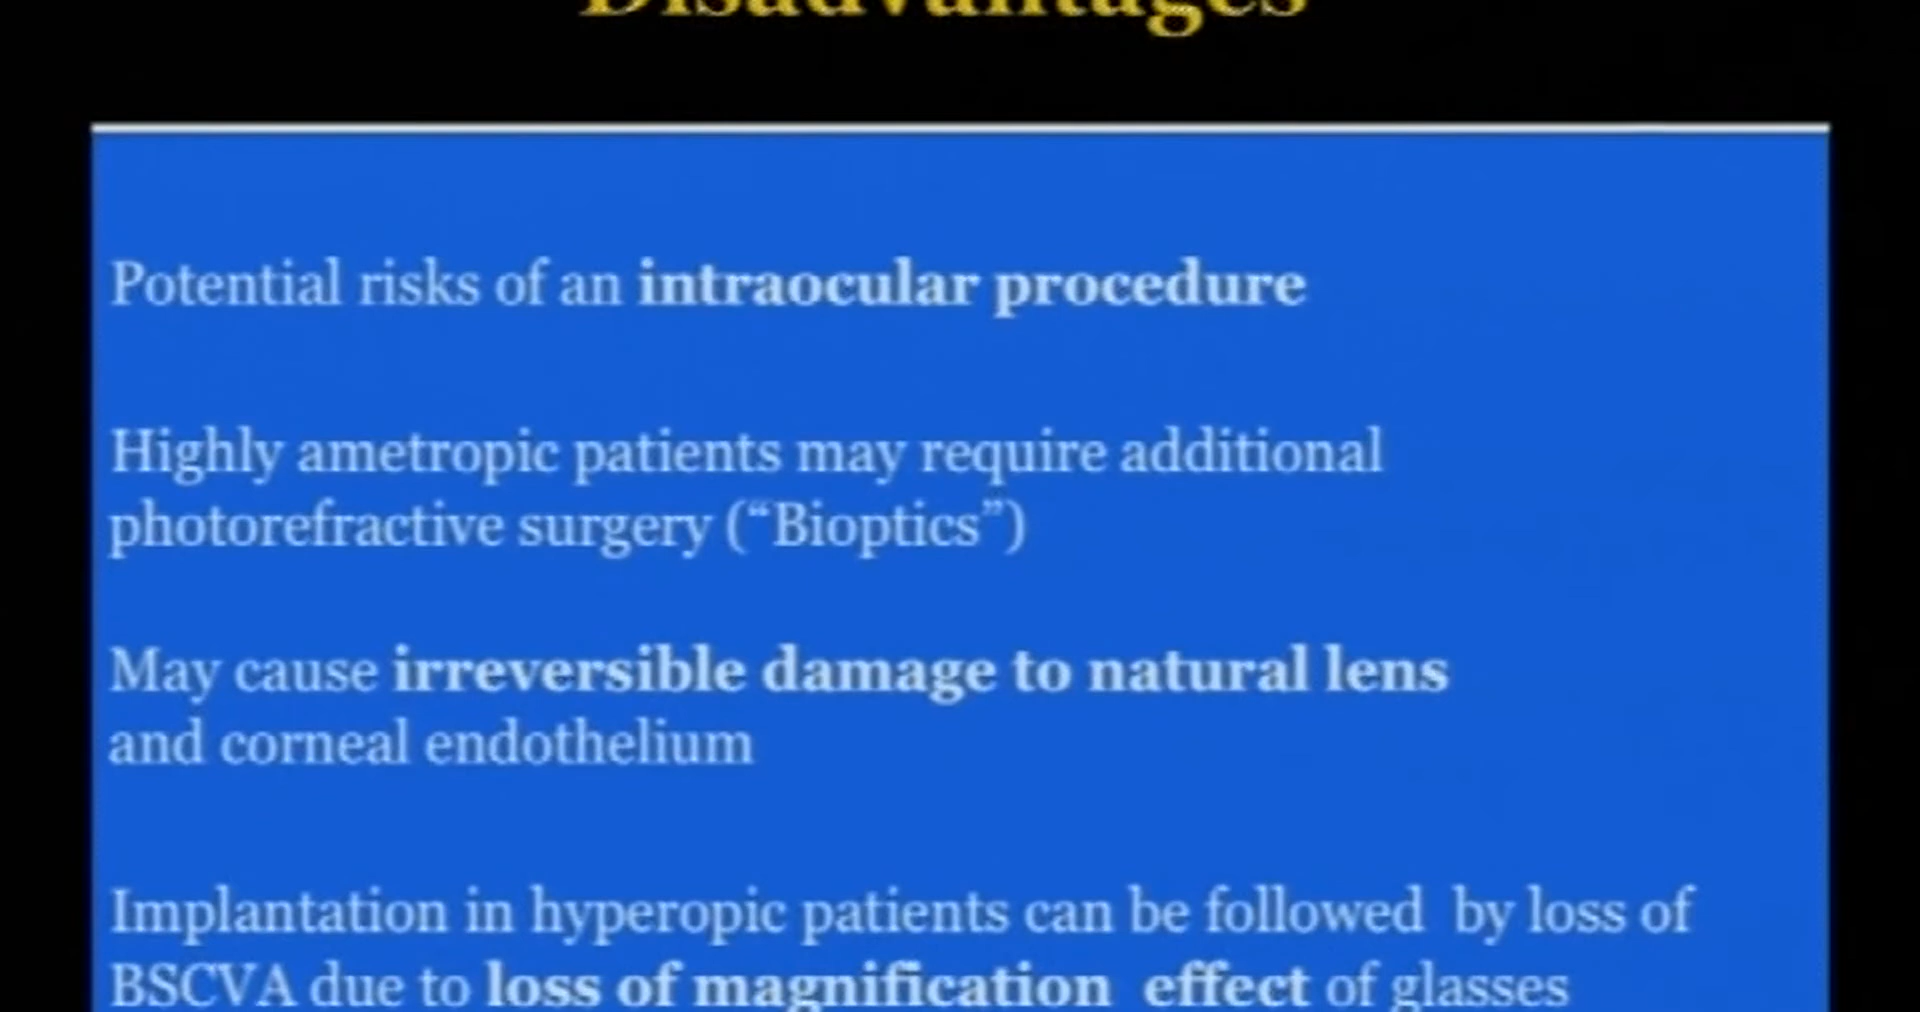 Disadvantages
Potential risks of an intraocular procedure
Highly ametropic patients may require additional
photorefractive surgery (“Bioptics”)
May cause irreversible damage to natural lens
and corneal endothelium
Implantation in hyperopic patients can be followed by loss of
BSCVA due to loss of magnification effect of glasses